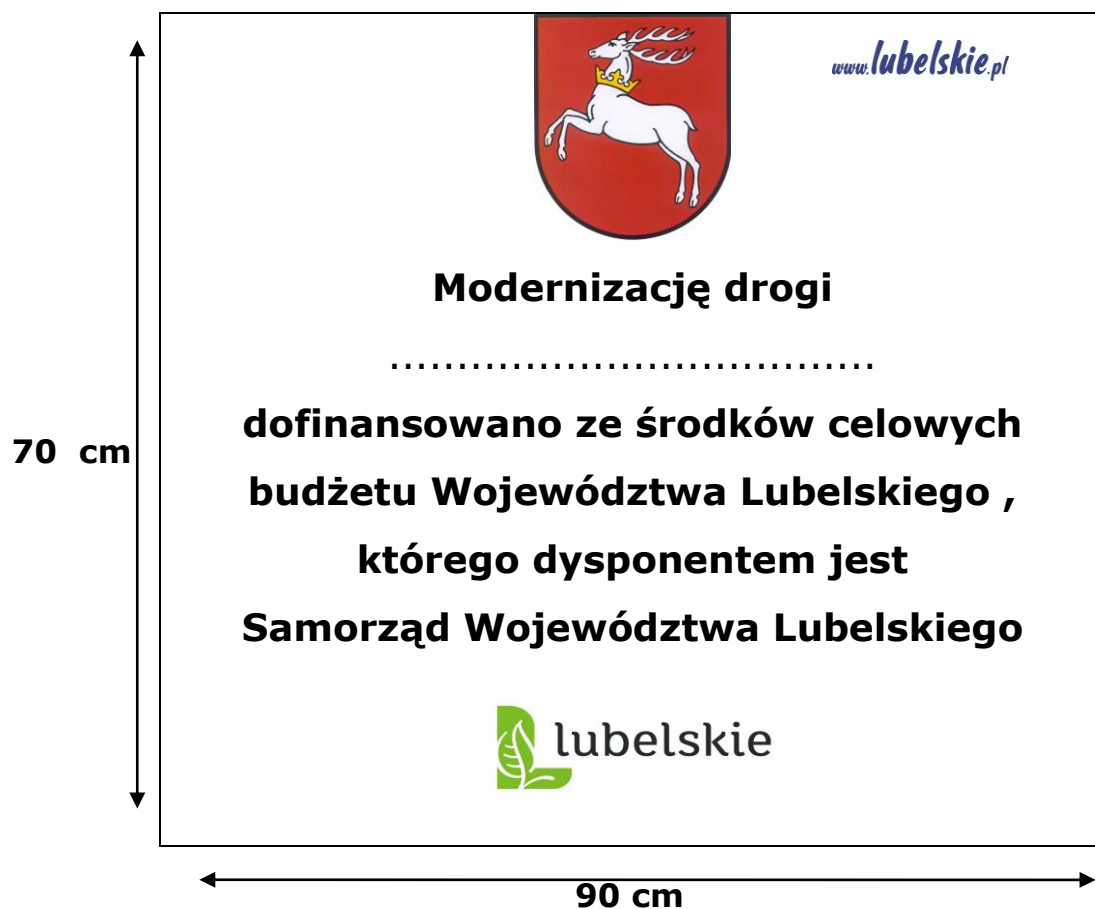 www.lubelskie.pl
Modernizację drogi
....................................
dofinansowano ze środków celowych
budżetu Województwa Lubelskiego ,
którego dysponentem jest
Samorząd Województwa Lubelskiego
70 cm
lubelskie
90 cm